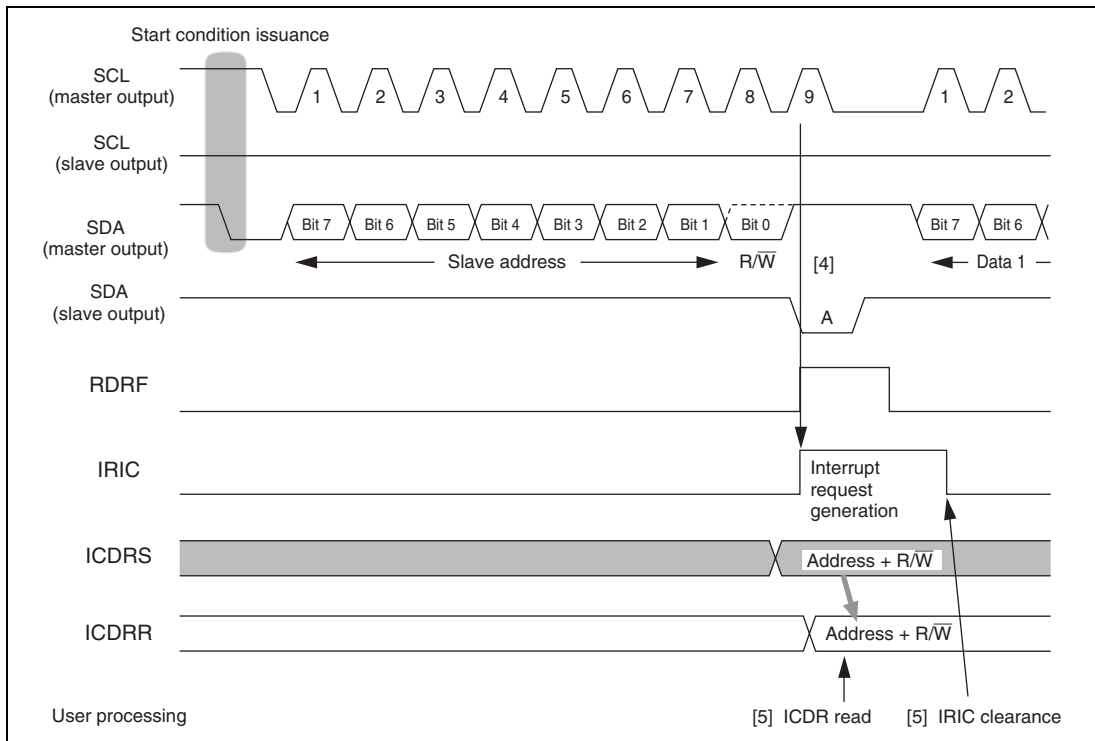 Start condition issuance
SCL
(master output)
1 2 3 4 5 6 7 8 9 1 2
SCL
(slave output)
SDA
(master output)
Bit 7 Bit 6 Bit 5 Bit 4 Bit 3 Bit 2 Bit 1 Bit 0 Bit 7 Bit 6
Slave address R/W̅ [4] Data 1
SDA
(slave output)
A
RDRF
IRIC
Interrupt
request
generation
ICDRS
Address + R/W̅
ICDRR
Address + R/W̅
User processing
[5] ICDR read
[5] IRIC clearance